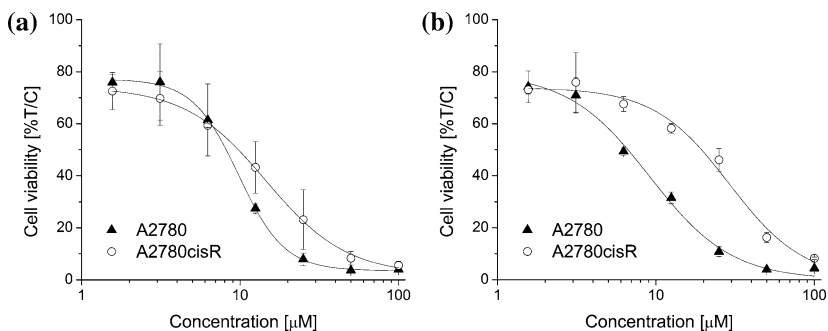 (a)
100
80
60
40
20
0
Cell viability [%T/C]
A2780
A2780cisR
1
10
100
Concentration [µM]
(b)
100
80
60
40
20
0
Cell viability [%T/C]
A2780
A2780cisR
1
10
100
Concentration [µM]